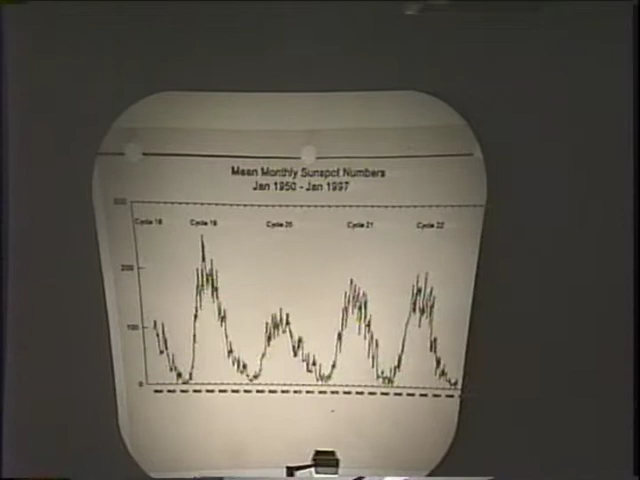 Mean Monthly Sunspot Numbers
Jan 1950 - Jan 1997
300
Cycle 18 Cycle 19 Cycle 20 Cycle 21 Cycle 22
200
100
0